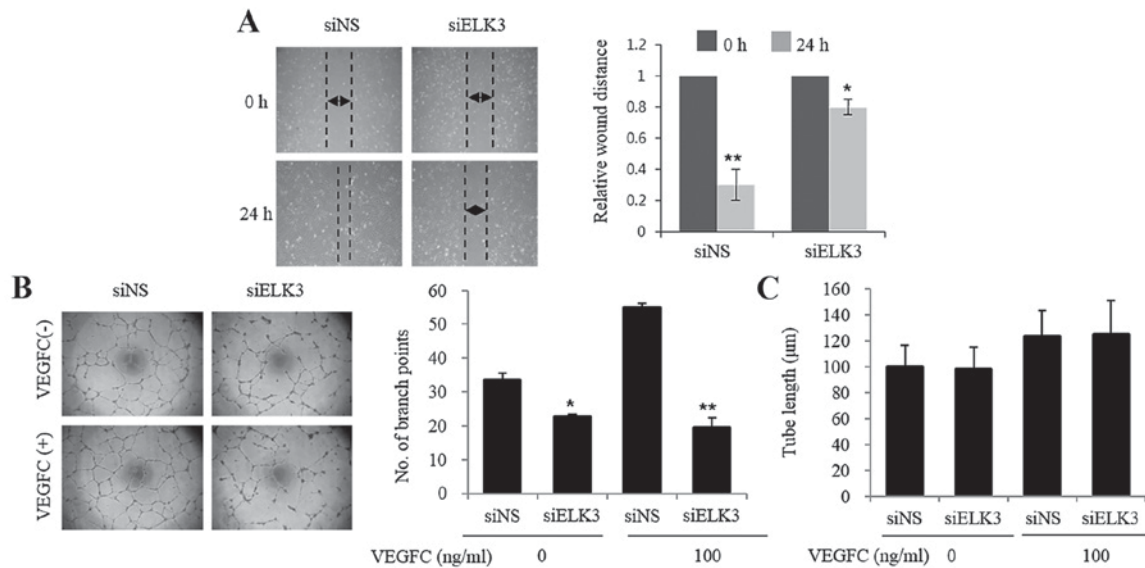 A
siNS siELK3
0 h
24 h
0 h 24 h
Relative wound distance
1.2
1
0.8
0.6
0.4
0.2
0
**
*
siNS siELK3
B
siNS siELK3
VEGFC(-)
VEGFC (+)
No. of branch points
60
50
40
30
20
10
0
*
**
siNS siELK3 siNS siELK3
VEGFC (ng/ml) 0 100
C
Tube length (µm)
160
140
120
100
80
60
40
20
0
siNS siELK3 siNS siELK3
VEGFC (ng/ml) 0 100